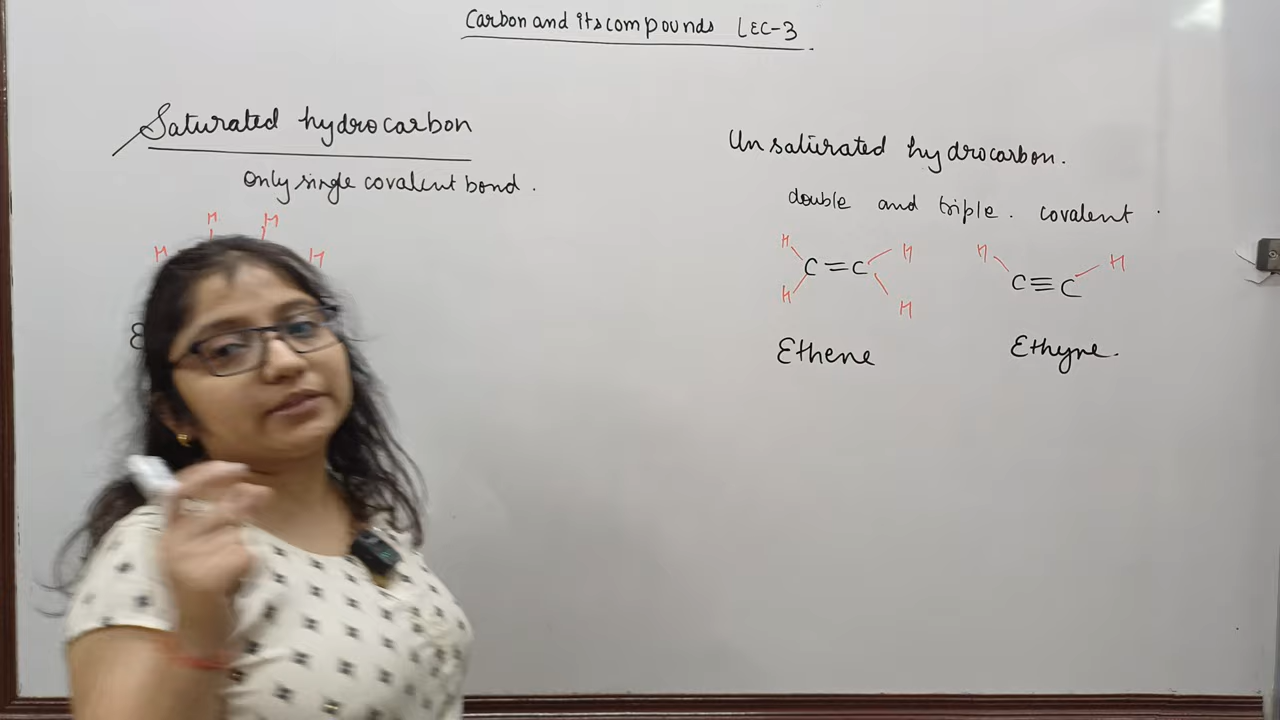 Carbon and its compounds LEC-3
Saturated hydrocarbon
Only single covalent bond.
H H
H H
Unsaturated hydrocarbon.
double and triple. covalent.
H H H H
C=C C≡C
H H
Ethene Ethyne.